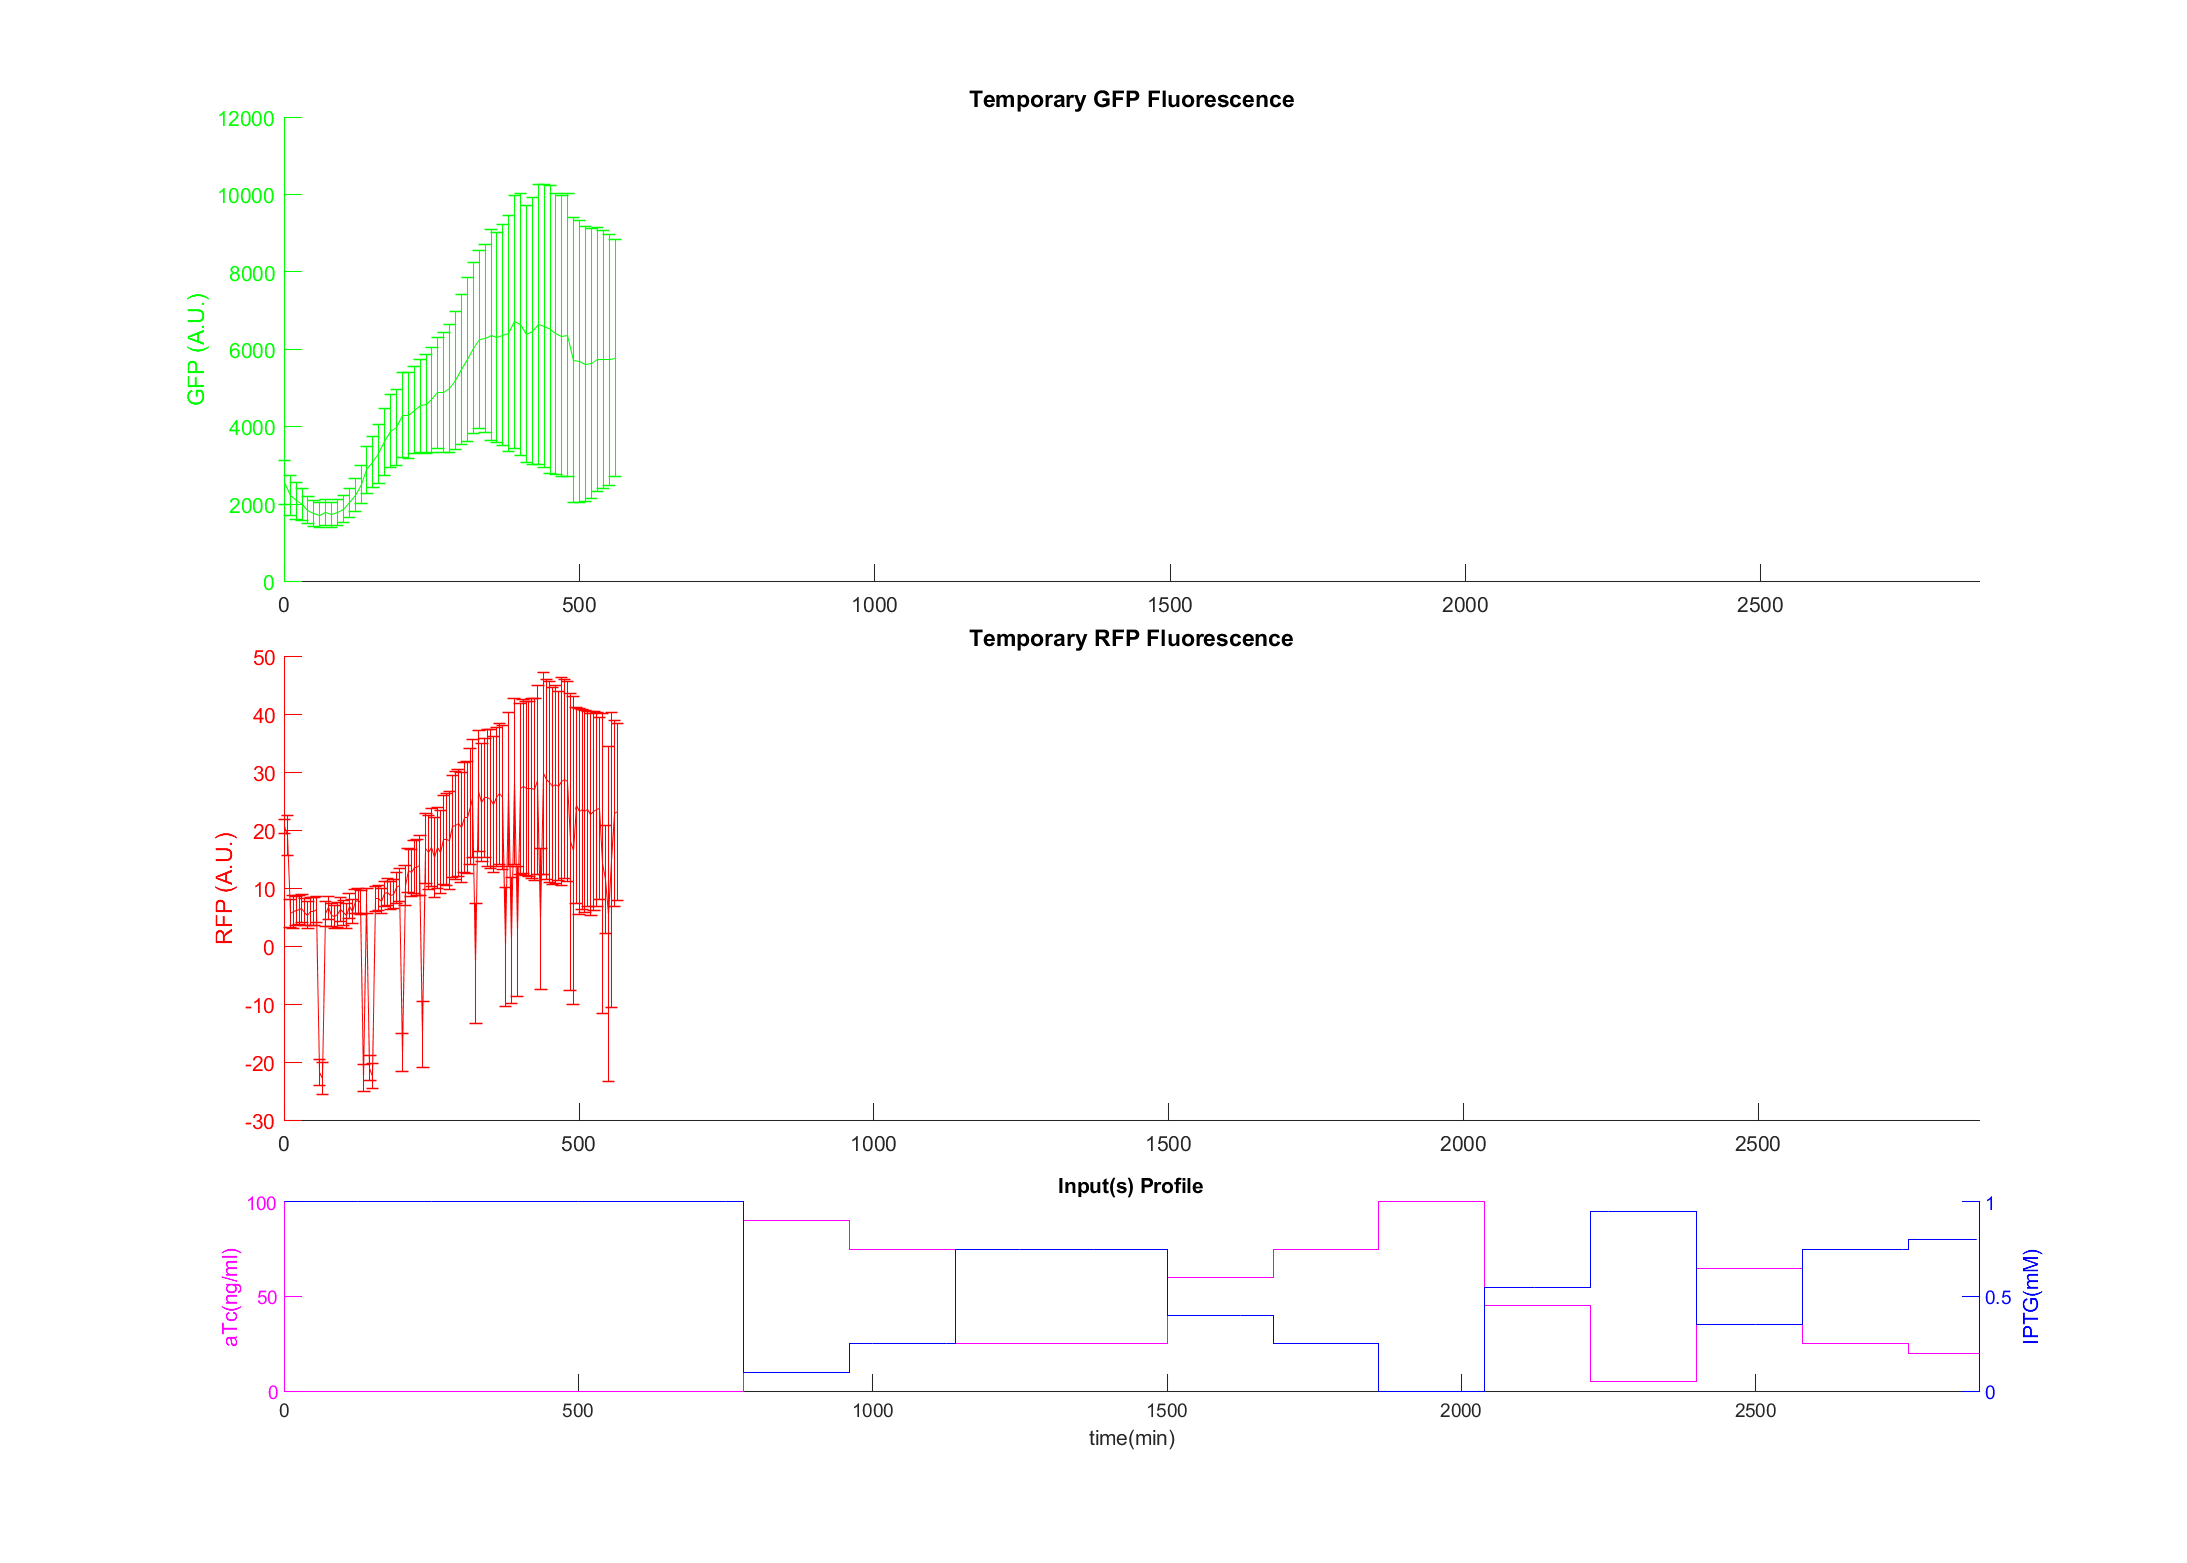 Temporary GFP Fluorescence
12000
10000
8000
6000
4000
2000
0
GFP (A.U.)
0 500 1000 1500 2000 2500
Temporary RFP Fluorescence
50
40
30
20
10
0
-10
-20
-30
RFP (A.U.)
0 500 1000 1500 2000 2500
Input(s) Profile
100
50
0
aTc(ng/ml)
1
0.5
0
IPTG(mM)
0 500 1000 1500 2000 2500
time(min)